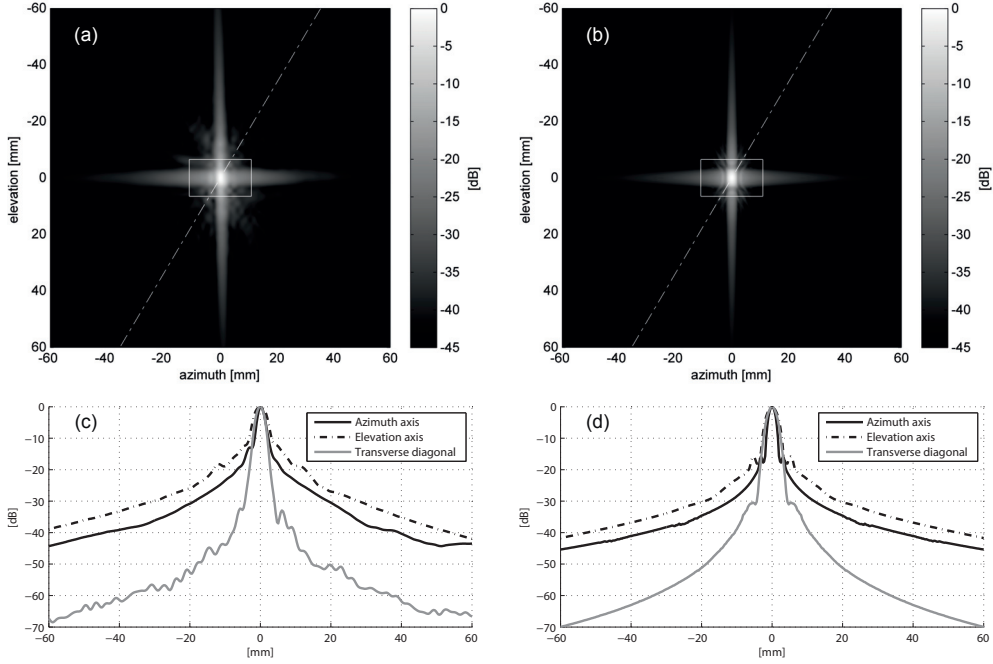 (a)
elevation [mm]
-60
-40
-20
0
20
40
60
-60 -40 -20 0 20 40 60
azimuth [mm]
0
-5
-10
-15
-20
-25
-30
-35
-40
-45
[dB]
(b)
elevation [mm]
-60
-40
-20
0
20
40
60
-60 -40 -20 0 20 40 60
azimuth [mm]
0
-5
-10
-15
-20
-25
-30
-35
-40
-45
[dB]
(c)
[dB]
0
−10
−20
−30
−40
−50
−60
−70
−60 −40 −20 0 20 40 60
[mm]
Azimuth axis
Elevation axis
Transverse diagonal
(d)
[dB]
0
−10
−20
−30
−40
−50
−60
−70
−60 −40 −20 0 20 40 60
[mm]
Azimuth axis
Elevation axis
Transverse diagonal